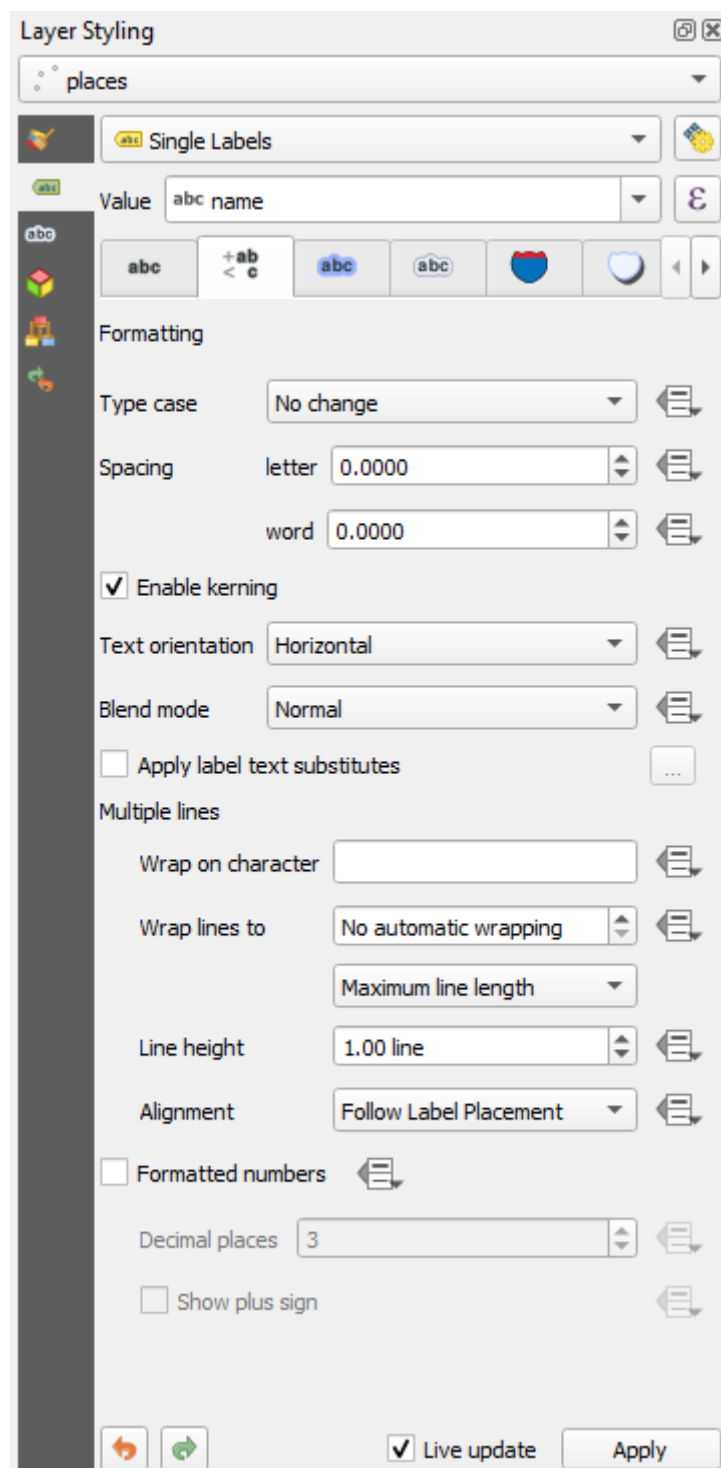 Layer Styling
places
abc Single Labels
Value abc name ε
abc +ab < c abc abc
Formatting
Type case No change
Spacing letter 0.0000
word 0.0000
Enable kerning
Text orientation Horizontal
Blend mode Normal
Apply label text substitutes ...
Multiple lines
Wrap on character
Wrap lines to No automatic wrapping
Maximum line length
Line height 1.00 line
Alignment Follow Label Placement
Formatted numbers
Decimal places 3
Show plus sign
Live update Apply